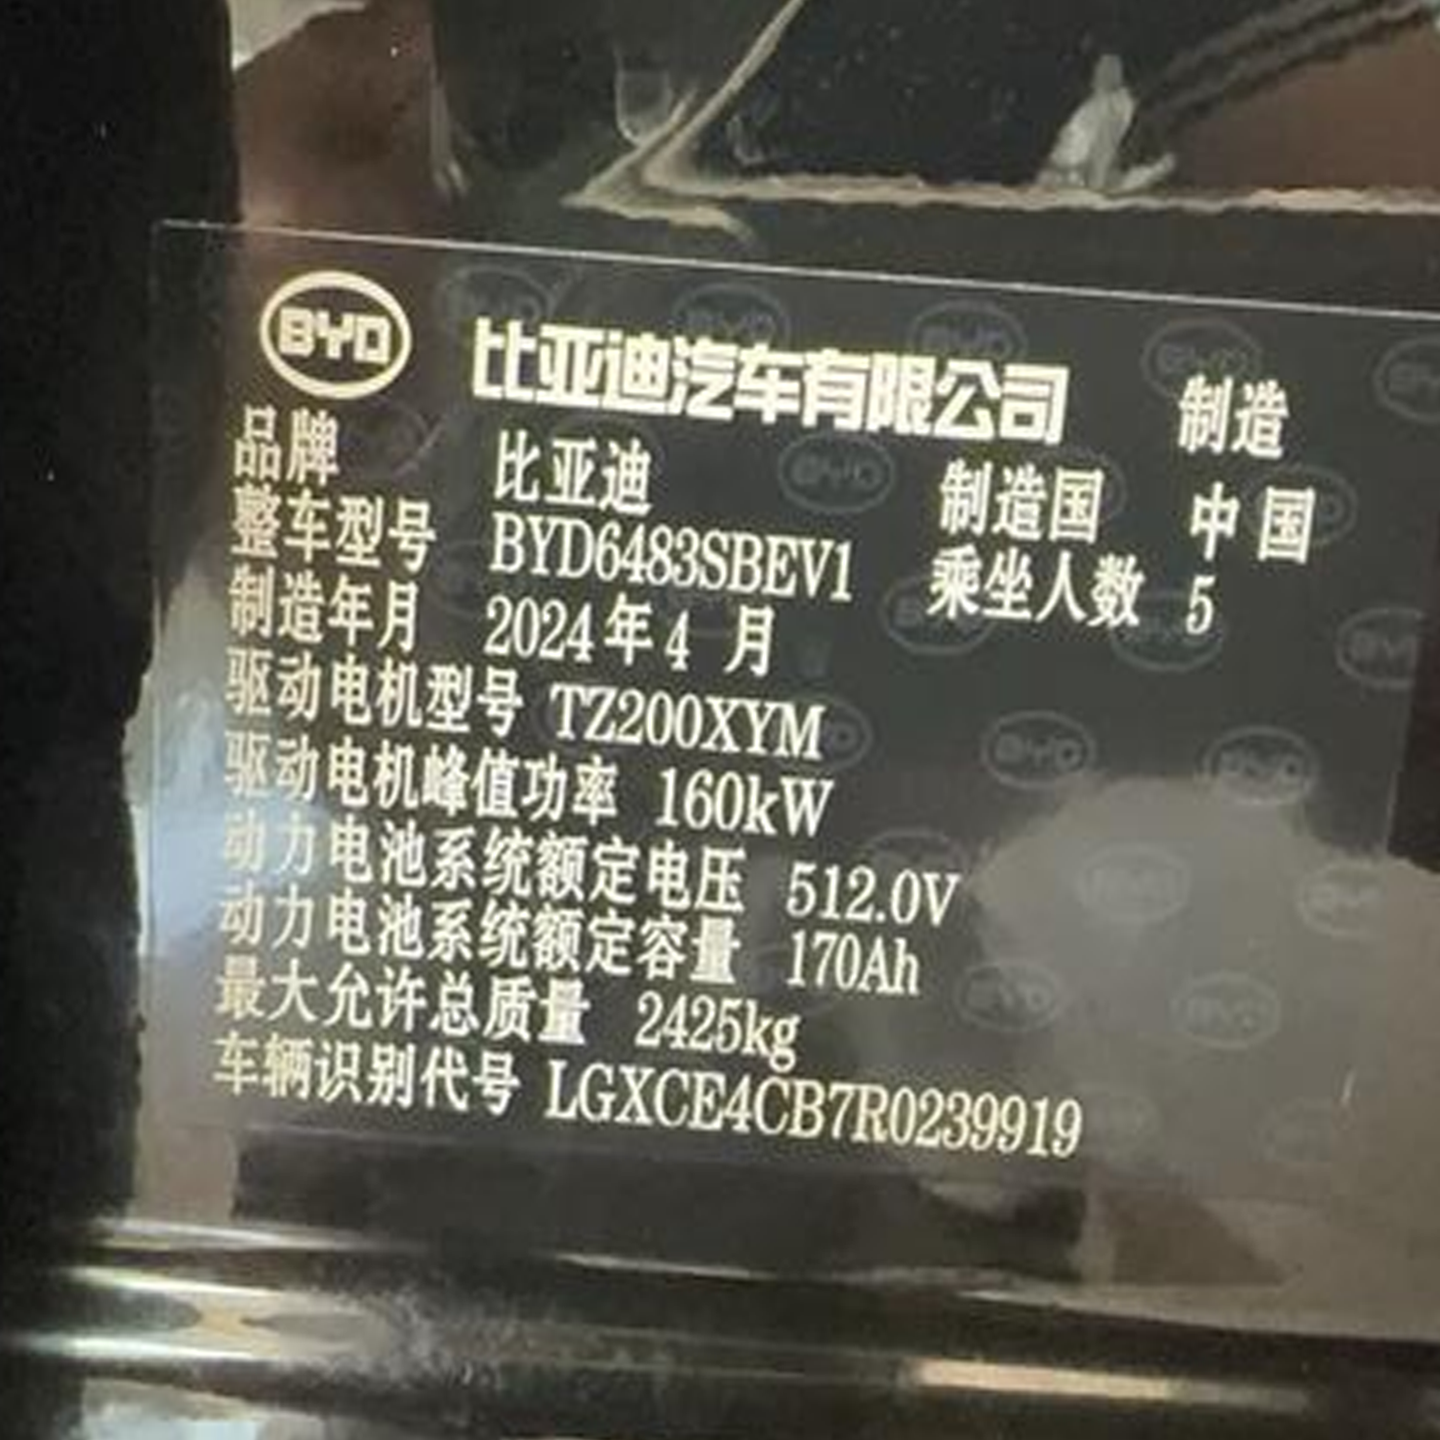 BYD 比亚迪汽车有限公司 制造
品牌 比亚迪 制造国 中国
整车型号 BYD6483SBEV1 乘坐人数 5
制造年月 2024年4月
驱动电机型号 TZ200XYM
驱动电机峰值功率 160kW
动力电池系统额定电压 512.0V
动力电池系统额定容量 170Ah
最大允许总质量 2425kg
车辆识别代号 LGXCE4CB7R0239919